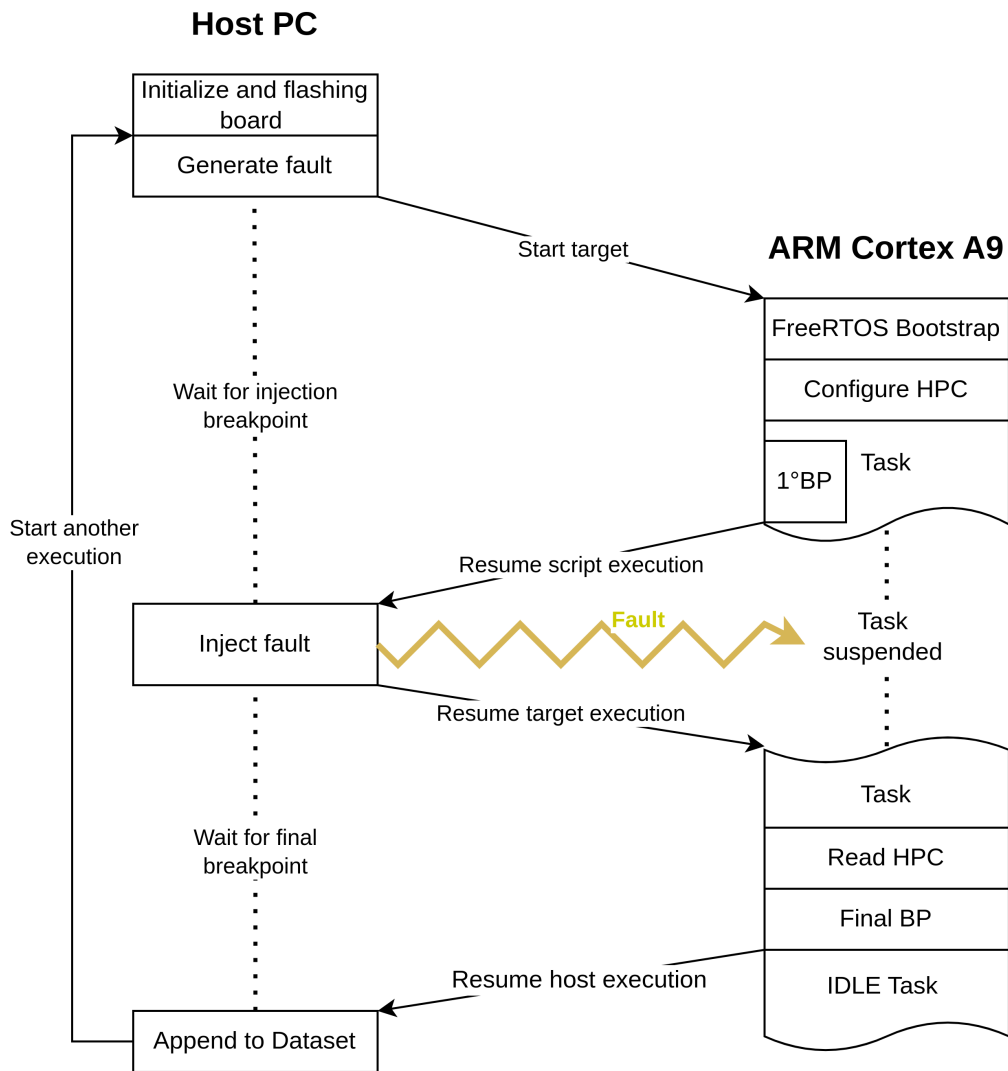 Host PC
Initialize and flashing
board
Generate fault
Start target
ARM Cortex A9
FreeRTOS Bootstrap
Configure HPC
Wait for injection
breakpoint
Task
1°BP
Start another
execution
Resume script execution
Inject fault
Fault
Task
suspended
Resume target execution
Task
Wait for final
breakpoint
Read HPC
Final BP
Resume host execution
IDLE Task
Append to Dataset